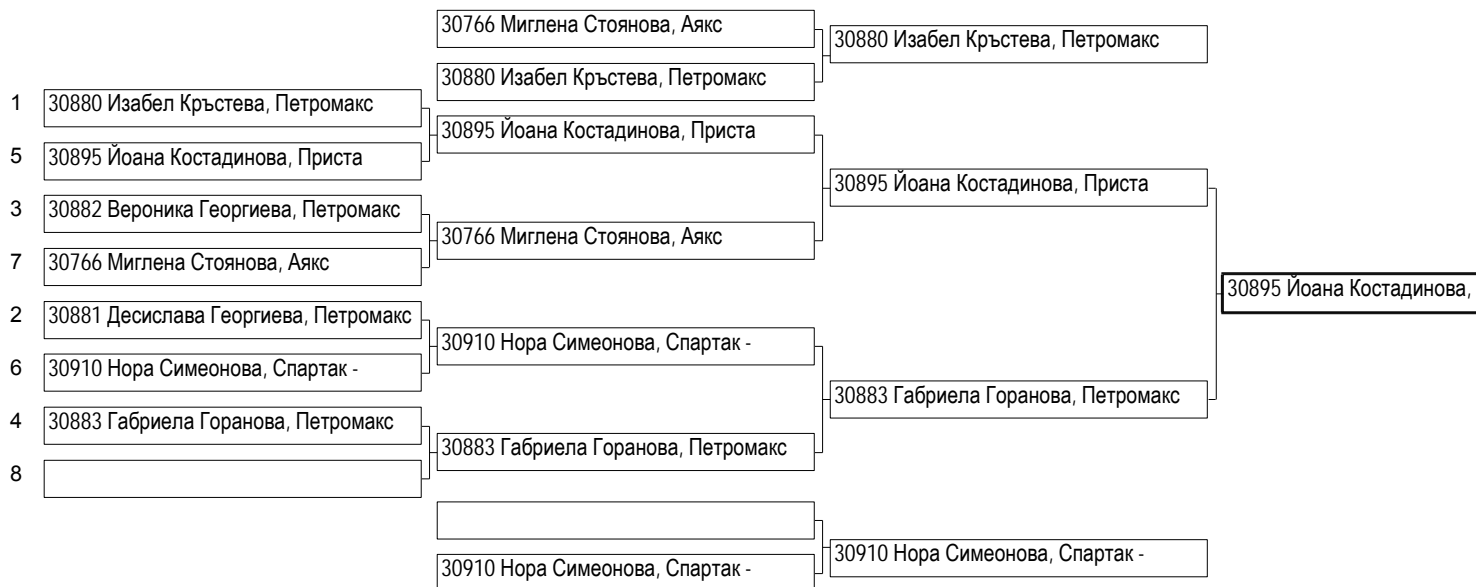 30766 Миглена Стоянова, Аякс
30880 Изабел Кръстева, Петромакс
30880 Изабел Кръстева, Петромакс
1 30880 Изабел Кръстева, Петромакс
30895 Йоана Костадинова, Приста
5 30895 Йоана Костадинова, Приста
30895 Йоана Костадинова, Приста
3 30882 Вероника Георгиева, Петромакс
30766 Миглена Стоянова, Аякс
7 30766 Миглена Стоянова, Аякс
30895 Йоана Костадинова,
2 30881 Десислава Георгиева, Петромакс
30910 Нора Симеонова, Спартак -
6 30910 Нора Симеонова, Спартак -
30883 Габриела Горанова, Петромакс
4 30883 Габриела Горанова, Петромакс
30883 Габриела Горанова, Петромакс
8
30910 Нора Симеонова, Спартак -
30910 Нора Симеонова, Спартак -